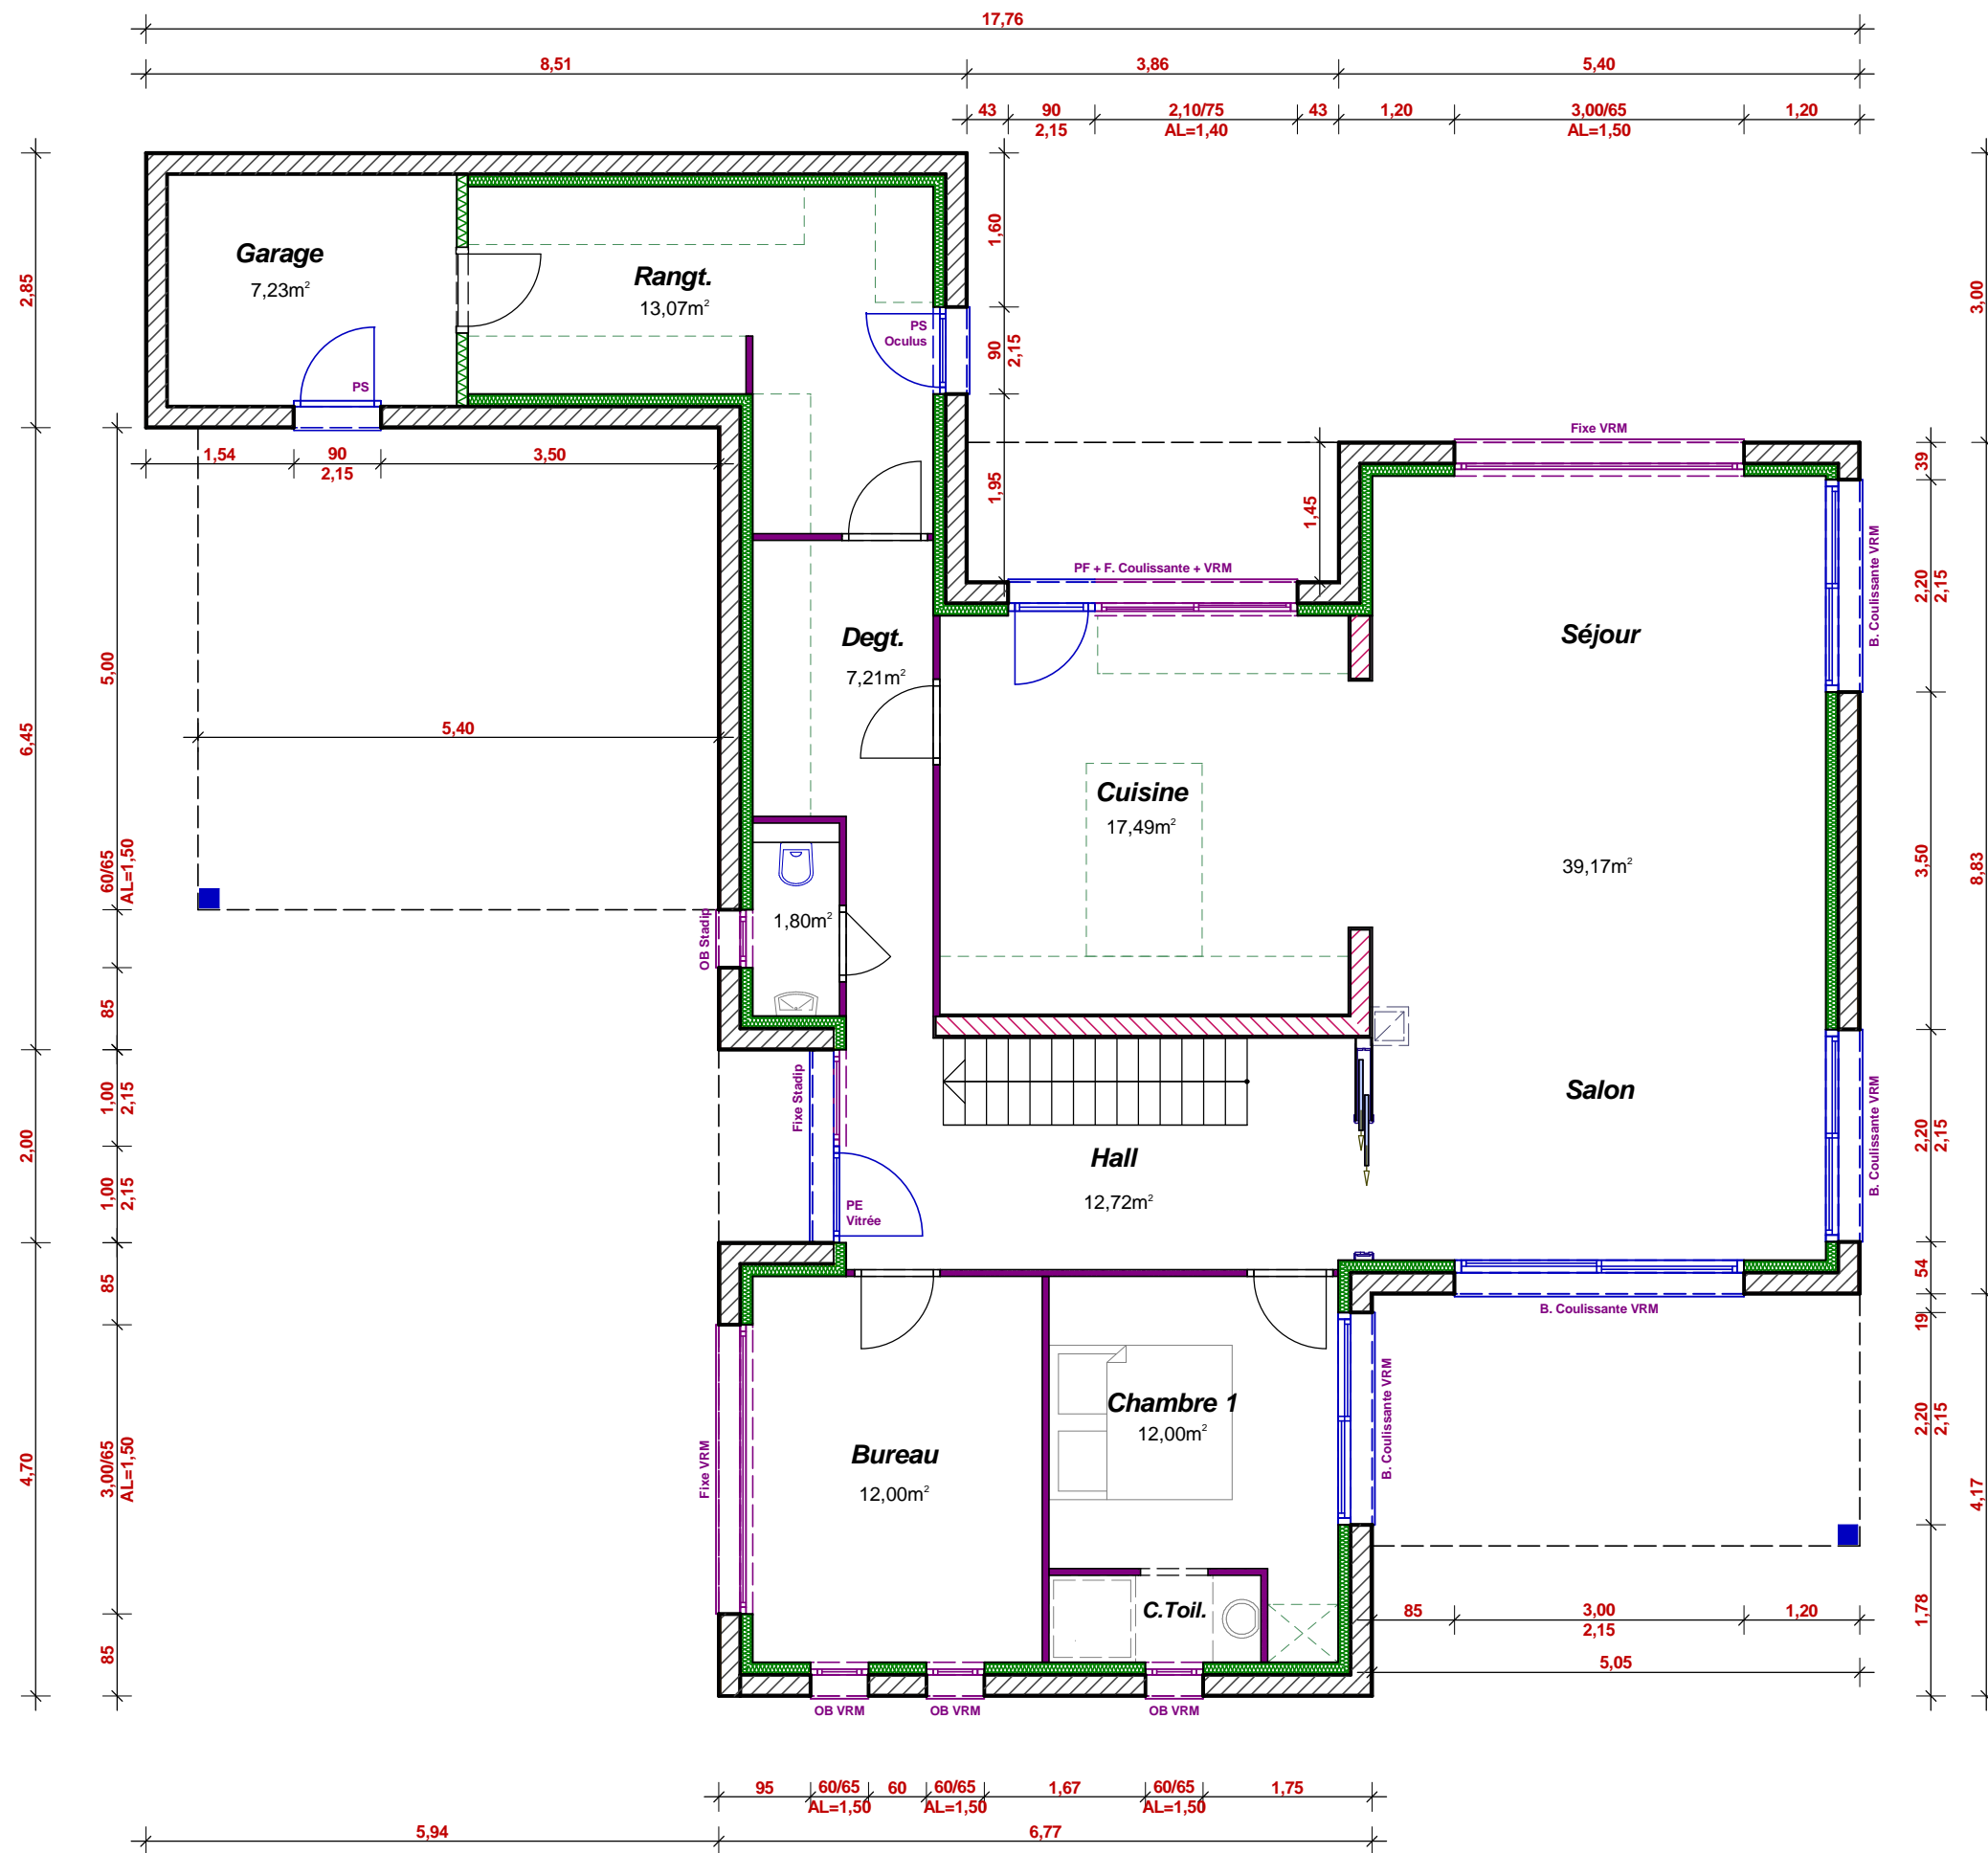 17,76
8,51
3,86
5,40
43
90
2,10/75
43
1,20
3,00/65
1,20
2,15
AL=1,40
AL=1,50
2,85
6,45
2,00
4,70
5,00
60/65
AL=1,50
85
1,00
2,15
1,00
2,15
85
3,00/65
AL=1,50
85
Garage
7,23m²
PS
Rangt.
13,07m²
PS
Oculus
1,60
90
2,15
1,95
1,45
1,54
90
3,50
2,15
5,40
Fixe VRM
PF + F. Coulissante + VRM
Degt.
7,21m²
Séjour
Cuisine
17,49m²
39,17m²
B. Coulissante VRM
1,80m²
OB Stadip
Fixe Stadip
Salon
Hall
12,72m²
PE
Vitrée
B. Coulissante VRM
B. Coulissante VRM
Chambre 1
12,00m²
B. Coulissante VRM
Bureau
12,00m²
Fixe VRM
C.Toil.
OB VRM
OB VRM
OB VRM
3,00
8,83
4,17
39
2,20
2,15
3,50
2,20
2,15
54
19
2,20
2,15
1,78
85
3,00
1,20
2,15
5,05
95
60/65
60
60/65
1,67
60/65
1,75
AL=1,50
AL=1,50
AL=1,50
5,94
6,77